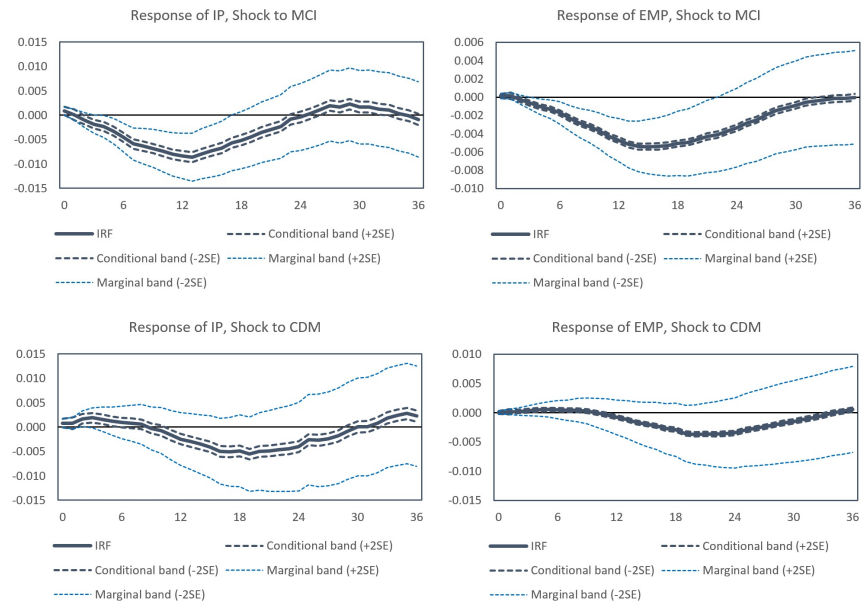 Response of IP, Shock to MCI
0.015
0.010
0.005
0.000
-0.005
-0.010
-0.015
0 6 12 18 24 30 36
IRF Conditional band (+2SE)
Conditional band (-2SE) Marginal band (+2SE)
Marginal band (-2SE)
Response of EMP, Shock to MCI
0.006
0.004
0.002
0.000
-0.002
-0.004
-0.006
-0.008
-0.010
0 6 12 18 24 30 36
IRF Conditional band (+2SE)
Conditional band (-2SE) Marginal band (+2SE)
Marginal band (-2SE)
Response of IP, Shock to CDM
0.015
0.010
0.005
0.000
-0.005
-0.010
-0.015
0 6 12 18 24 30 36
IRF Conditional band (+2SE)
Conditional band (-2SE) Marginal band (+2SE)
Marginal band (-2SE)
Response of EMP, Shock to CDM
0.010
0.005
0.000
-0.005
-0.010
-0.015
0 6 12 18 24 30 36
IRF Conditional band (+2SE)
Conditional band (-2SE) Marginal band (+2SE)
Marginal band (-2SE)